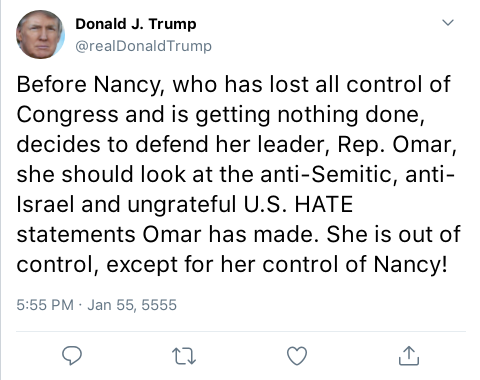 Donald J. Trump
@realDonaldTrump
Before Nancy, who has lost all control of
Congress and is getting nothing done,
decides to defend her leader, Rep. Omar,
she should look at the anti-Semitic, anti-
Israel and ungrateful U.S. HATE
statements Omar has made. She is out of
control, except for her control of Nancy!
5:55 PM · Jan 55, 5555